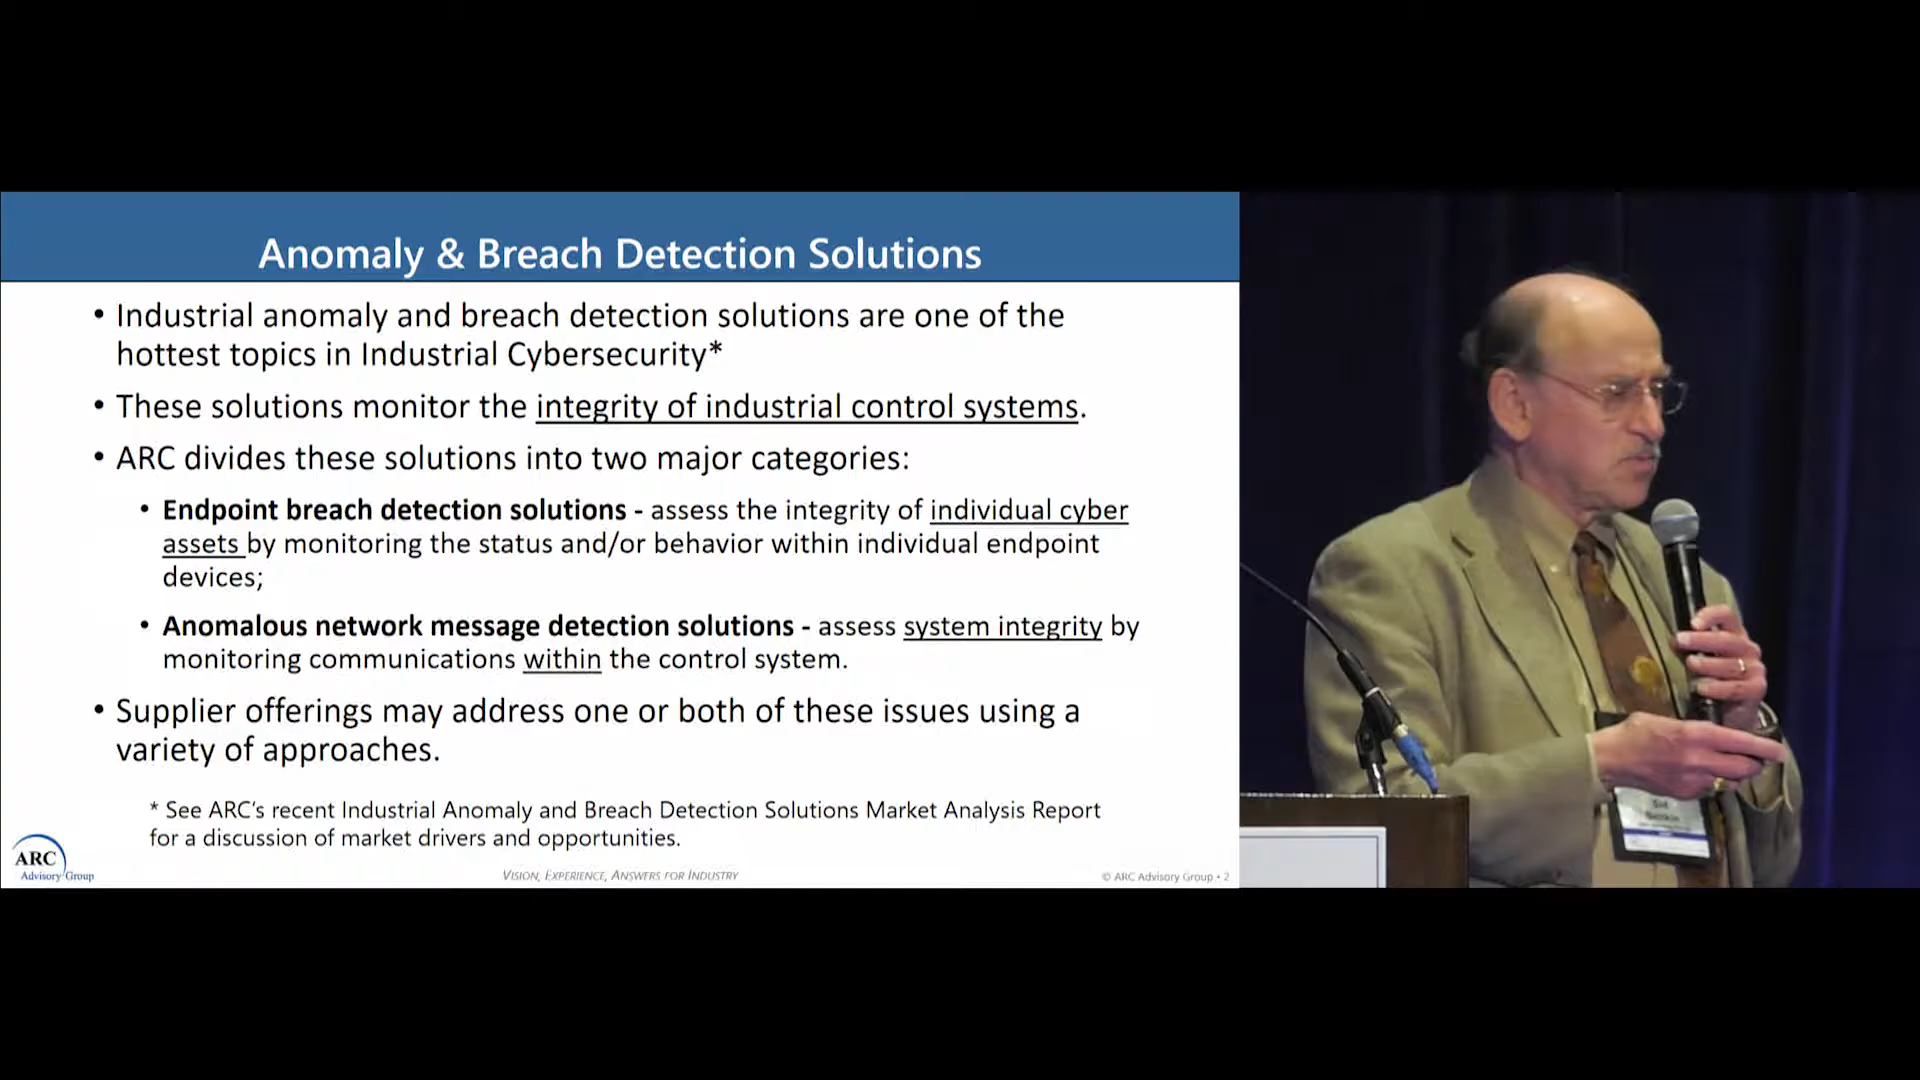 Anomaly & Breach Detection Solutions
• Industrial anomaly and breach detection solutions are one of the
hottest topics in Industrial Cybersecurity*
• These solutions monitor the integrity of industrial control systems.
• ARC divides these solutions into two major categories:
• Endpoint breach detection solutions - assess the integrity of individual cyber
assets by monitoring the status and/or behavior within individual endpoint
devices;
• Anomalous network message detection solutions - assess system integrity by
monitoring communications within the control system.
• Supplier offerings may address one or both of these issues using a
variety of approaches.
* See ARC's recent Industrial Anomaly and Breach Detection Solutions Market Analysis Report
for a discussion of market drivers and opportunities.
ARC
Advisory Group
VISION, EXPERIENCE, ANSWERS FOR INDUSTRY
© ARC Advisory Group • 2
Sid